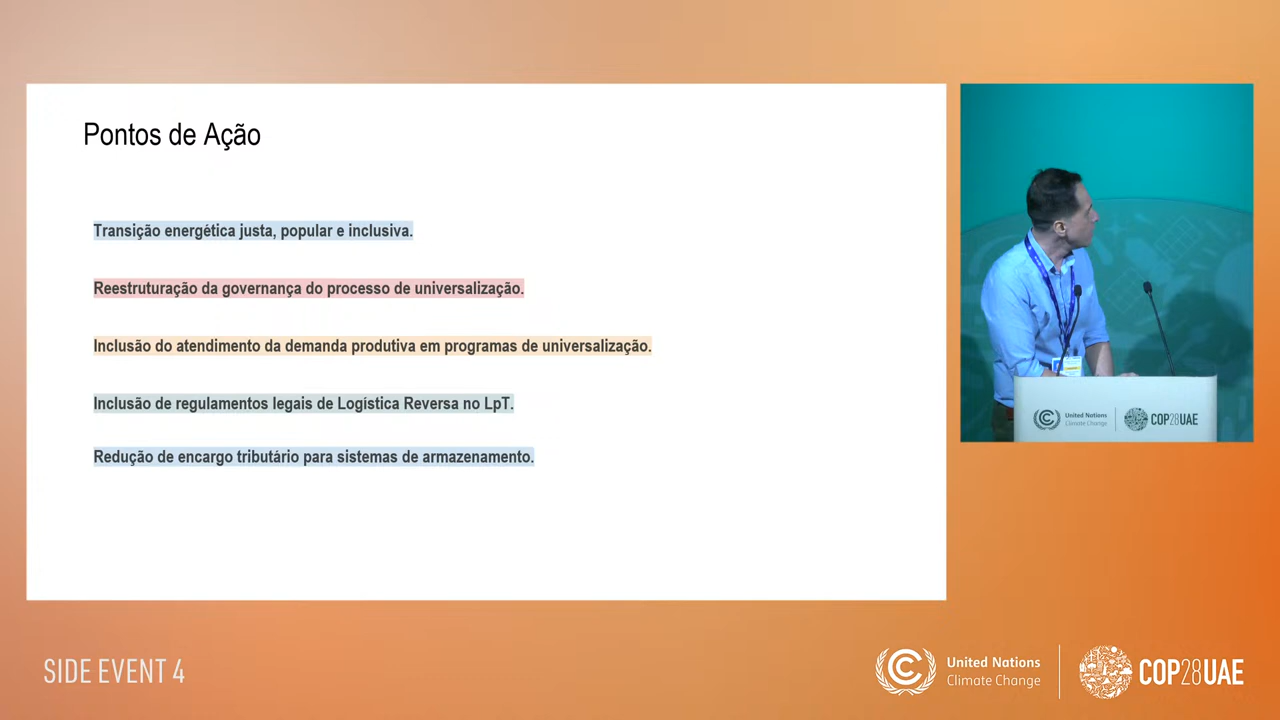 Pontos de Ação
Transição energética justa, popular e inclusiva.
Reestruturação da governança do processo de universalização.
Inclusão do atendimento da demanda produtiva em programas de universalização.
Inclusão de regulamentos legais de Logística Reversa no LpT.
Redução de encargo tributário para sistemas de armazenamento.
United Nations
Climate Change
COP28UAE
SIDE EVENT 4
United Nations
Climate Change
COP28UAE